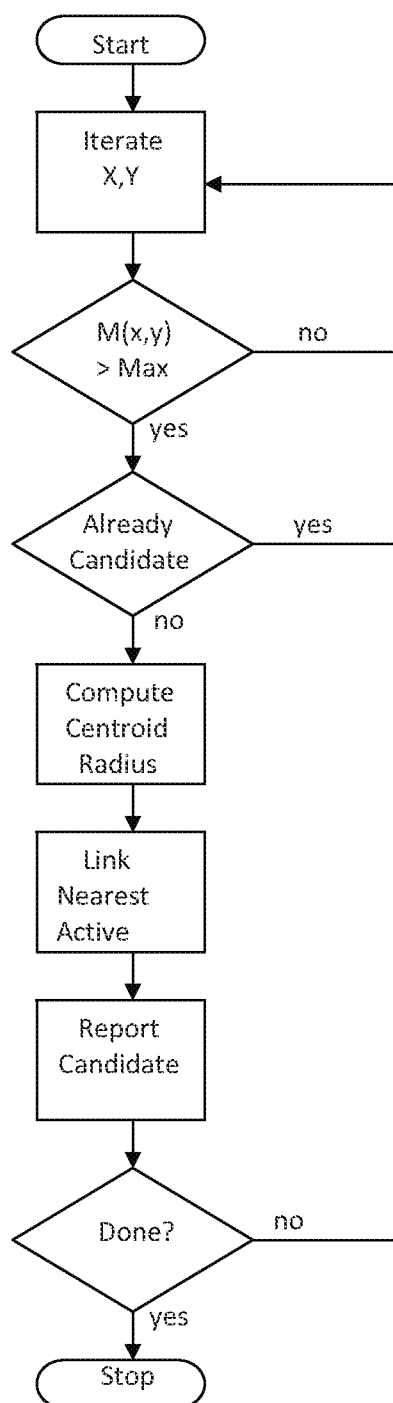 Start
Iterate
X,Y
M(x,y)
> Max
no
yes
Already
Candidate
yes
no
Compute
Centroid
Radius
Link
Nearest
Active
Report
Candidate
Done?
no
yes
Stop